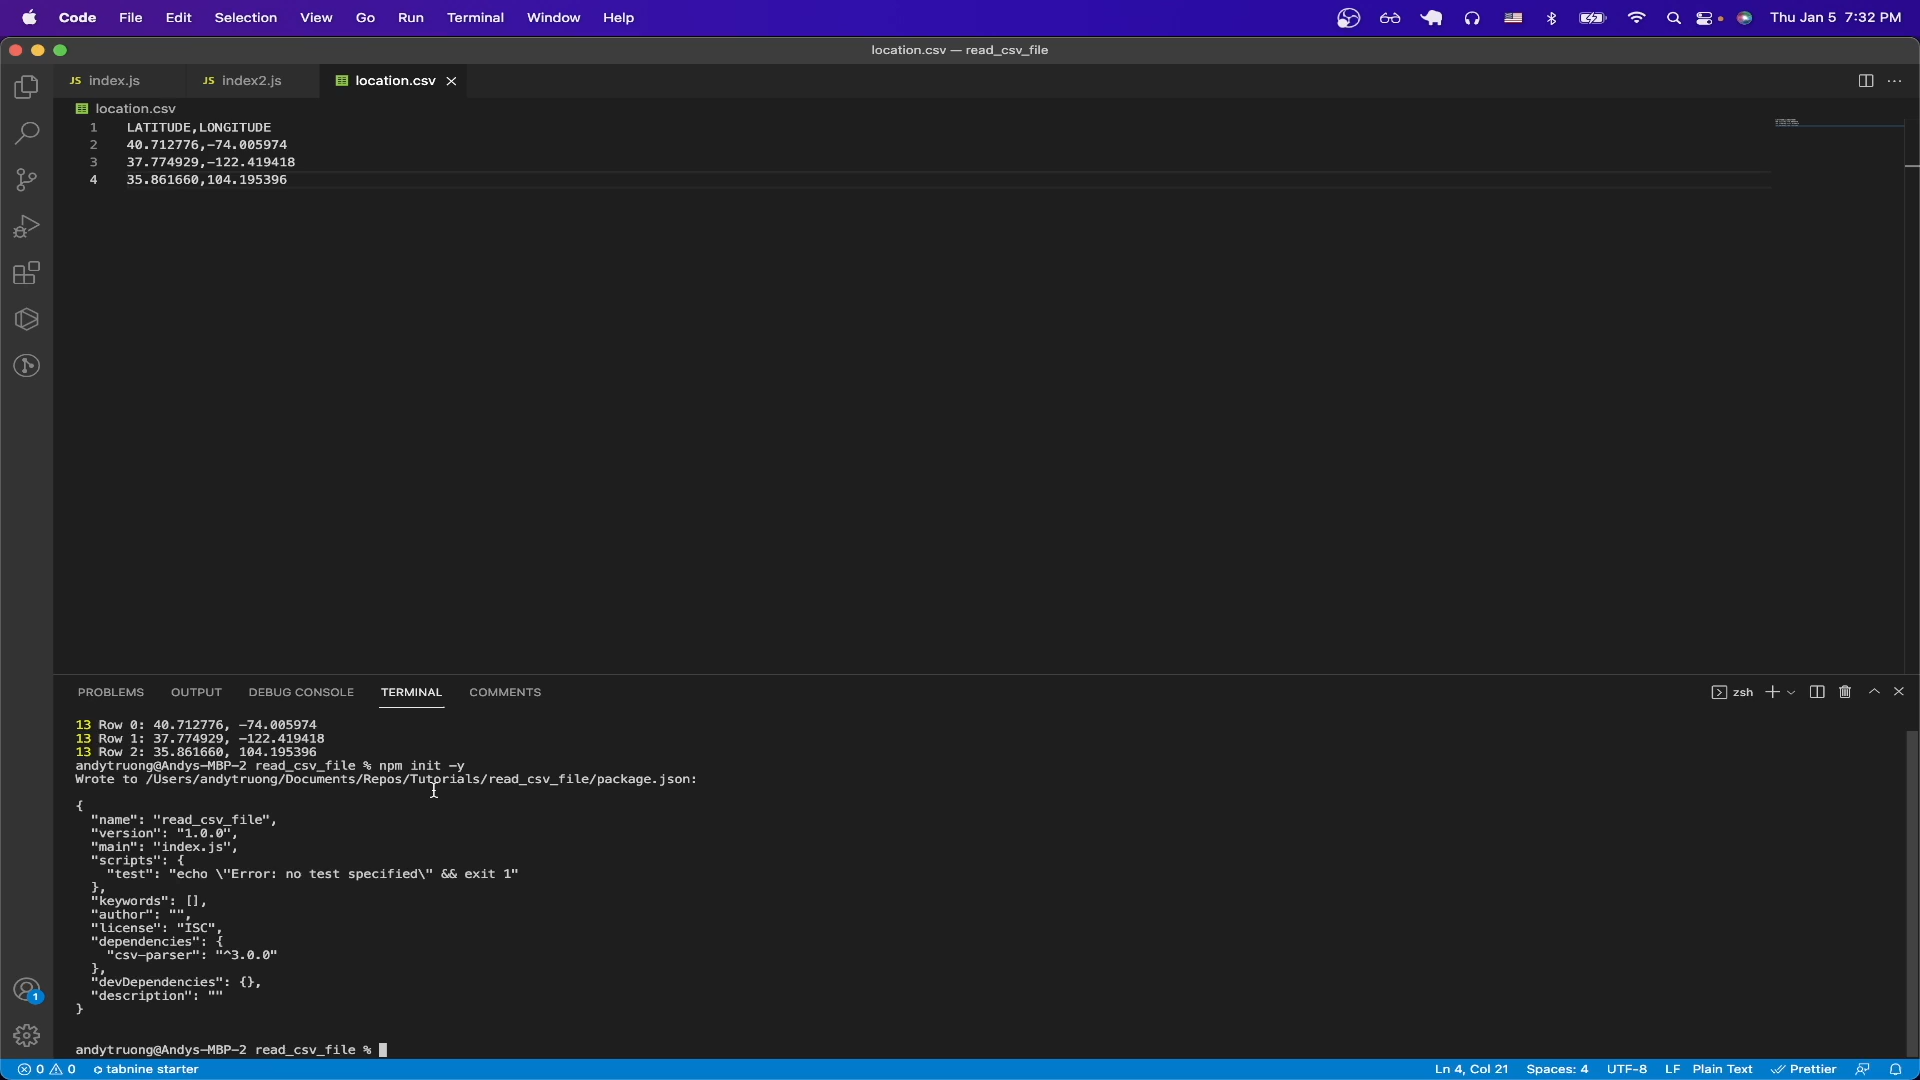 Code File Edit Selection View Go Run Terminal Window Help Thu Jan 5 7:32 PM
location.csv — read_csv_file
JS index.js JS index2.js location.csv
location.csv
1 LATITUDE,LONGITUDE
2 40.712776,-74.005974
3 37.774929,-122.419418
4 35.861660,104.195396
PROBLEMS OUTPUT DEBUG CONSOLE TERMINAL COMMENTS zsh
13 Row 0: 40.712776, -74.005974
13 Row 1: 37.774929, -122.419418
13 Row 2: 35.861660, 104.195396
andytruong@Andys-MBP-2 read_csv_file % npm init -y
Wrote to /Users/andytruong/Documents/Repos/Tutorials/read_csv_file/package.json:
{
"name": "read_csv_file",
"version": "1.0.0",
"main": "index.js",
"scripts": {
"test": "echo \"Error: no test specified\" && exit 1"
},
"keywords": [],
"author": "",
"license": "ISC",
"dependencies": {
"csv-parser": "^3.0.0"
},
"devDependencies": {},
"description": ""
}
andytruong@Andys-MBP-2 read_csv_file %
1
0 0 tabnine starter Ln 4, Col 21 Spaces: 4 UTF-8 LF Plain Text Prettier